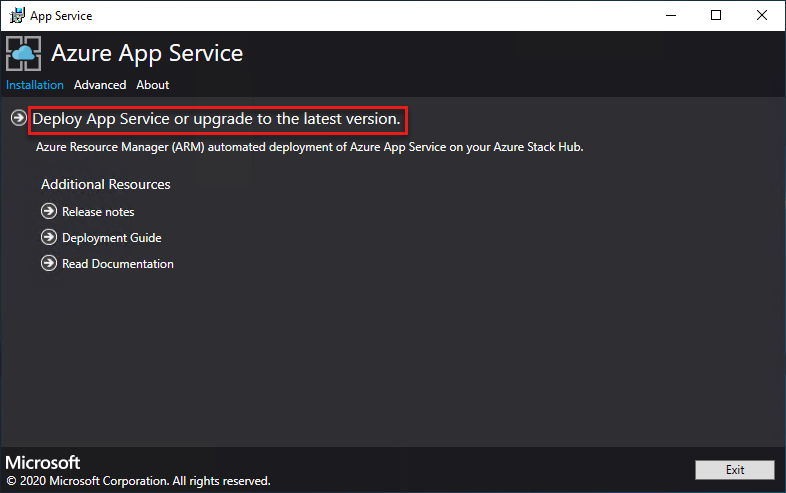 App Service
Azure App Service
Installation Advanced About
Deploy App Service or upgrade to the latest version.
Azure Resource Manager (ARM) automated deployment of Azure App Service on your Azure Stack Hub.
Additional Resources
Release notes
Deployment Guide
Read Documentation
Microsoft
© 2020 Microsoft Corporation. All rights reserved.
Exit